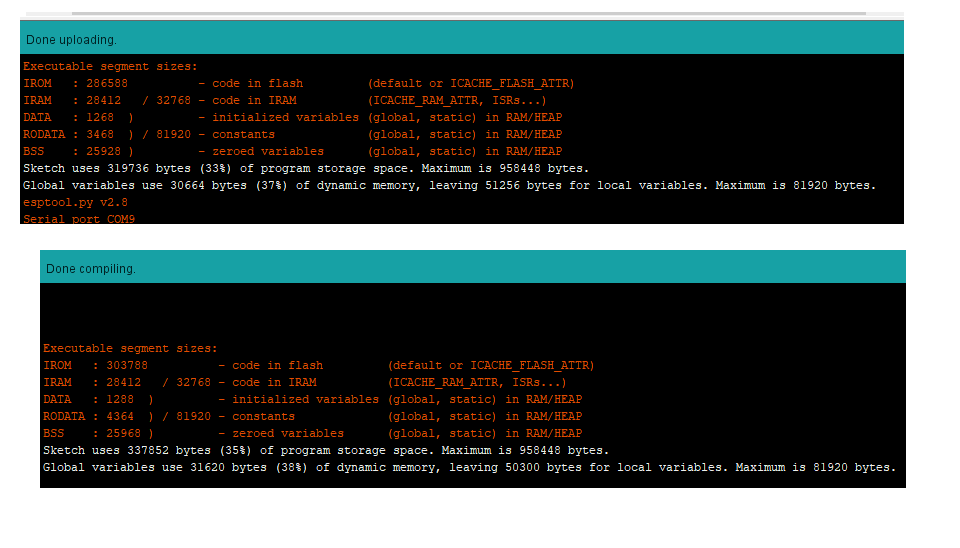 Done uploading.
Executable segment sizes:
IROM   : 286588          - code in flash         (default or ICACHE_FLASH_ATTR)
IRAM   : 28412   / 32768 - code in IRAM          (ICACHE_RAM_ATTR, ISRs...)
DATA   : 1268  )         - initialized variables (global, static) in RAM/HEAP
RODATA : 3468  ) / 81920 - constants             (global, static) in RAM/HEAP
BSS    : 25928 )         - zeroed variables      (global, static) in RAM/HEAP
Sketch uses 319736 bytes (33%) of program storage space. Maximum is 958448 bytes.
Global variables use 30664 bytes (37%) of dynamic memory, leaving 51256 bytes for local variables. Maximum is 81920 bytes.
esptool.py v2.8
Serial port COM9
Done compiling.
Executable segment sizes:
IROM   : 303788          - code in flash         (default or ICACHE_FLASH_ATTR)
IRAM   : 28412   / 32768 - code in IRAM          (ICACHE_RAM_ATTR, ISRs...)
DATA   : 1288  )         - initialized variables (global, static) in RAM/HEAP
RODATA : 4364  ) / 81920 - constants             (global, static) in RAM/HEAP
BSS    : 25968 )         - zeroed variables      (global, static) in RAM/HEAP
Sketch uses 337852 bytes (35%) of program storage space. Maximum is 958448 bytes.
Global variables use 31620 bytes (38%) of dynamic memory, leaving 50300 bytes for local variables. Maximum is 81920 bytes.